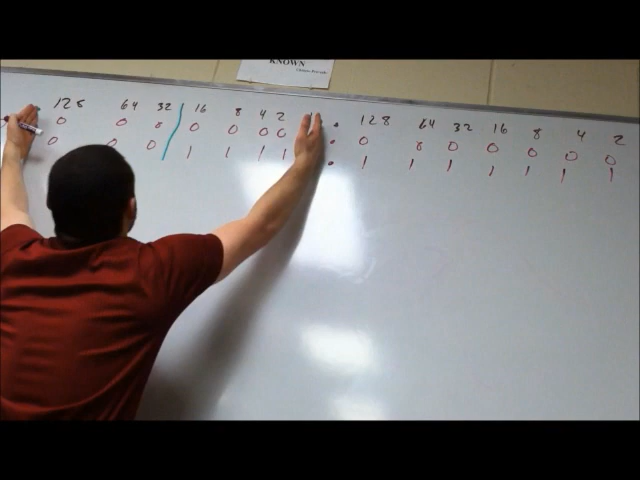 KNOWN
128 64 32 16 8 4 2 . 128 64 32 16 8 4 2
0 0 0 0 0 0 0 . 0 0 0 0 0 0 0
0 0 0 1 1 1 1 . 1 1 1 1 1 1 1